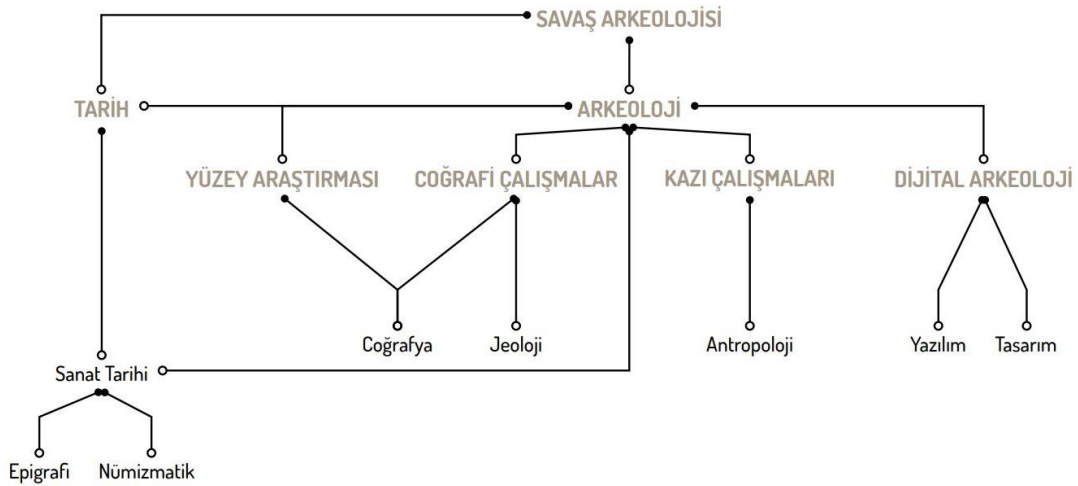 SAVAŞ ARKEOLOJİSİ
TARİH
ARKEOLOJİ
YÜZEY ARAŞTIRMASI
COĞRAFİ ÇALIŞMALAR
KAZI ÇALIŞMALARI
DİJİTAL ARKEOLOJİ
Coğrafya
Jeoloji
Antropoloji
Yazılım
Tasarım
Sanat Tarihi
Epigrafı
Nümizmatik